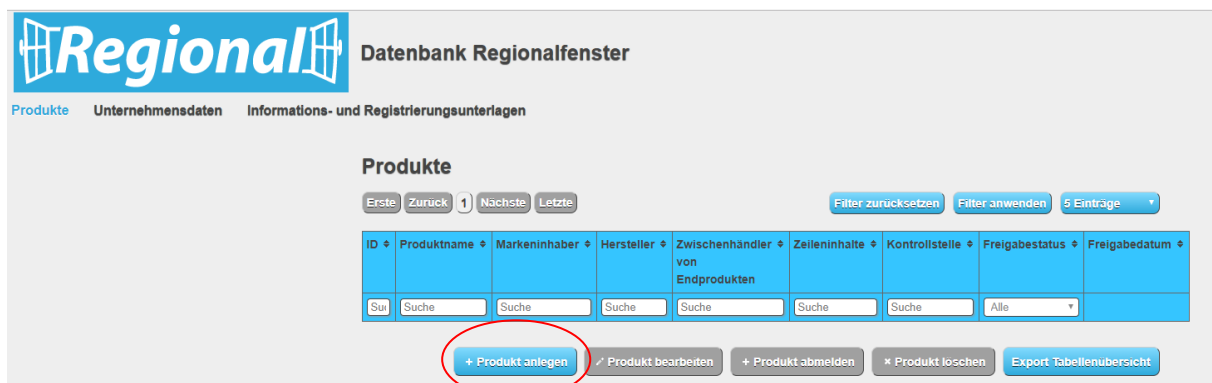 Regional
Datenbank Regionalfenster
Produkte Unternehmensdaten Informations- und Registrierungsunterlagen
Produkte
Erste Zurück 1 Nächste Letzte Filter zurücksetzen Filter anwenden 5 Einträge
ID Produktname Markeninhaber Hersteller Zwischenhändler Zeileninhalte Kontrollstelle Freigabestatus Freigabedatum
von
Endprodukten
Su Suche Suche Suche Suche Suche Suche Alle
+ Produkt anlegen Produkt bearbeiten + Produkt abmelden × Produkt löschen Export Tabellenübersicht